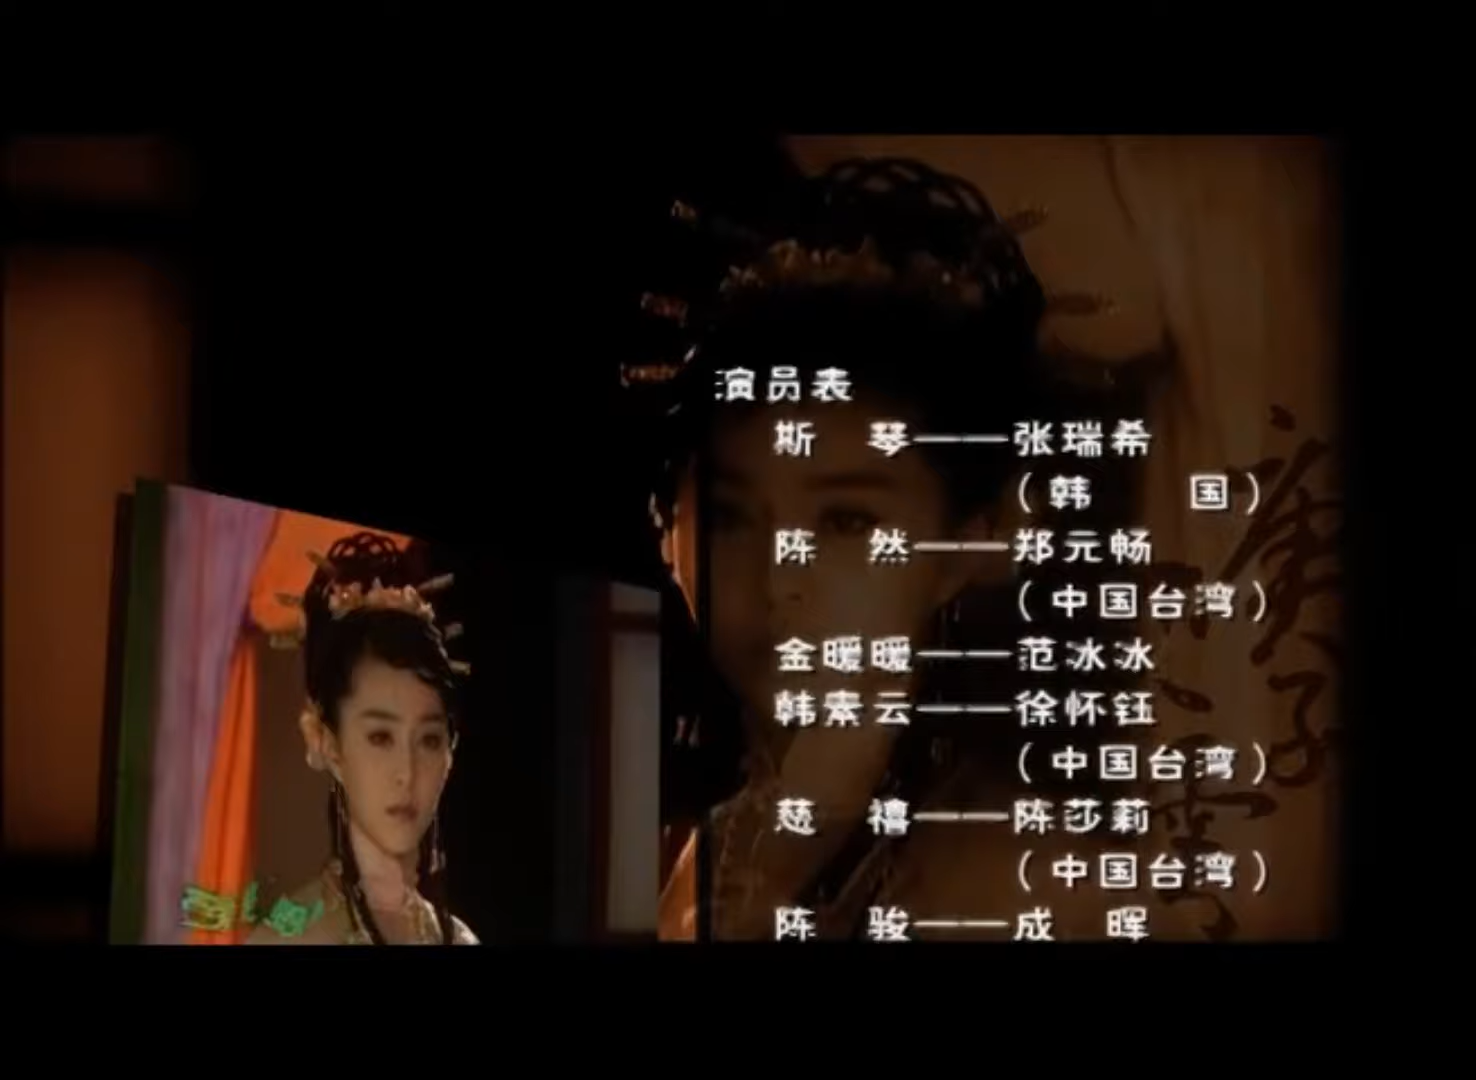 演员表
斯 琴——张瑞希
(韩 国)
陈 然——郑元畅
(中国台湾)
金暖暖——范冰冰
韩素云——徐怀钰
(中国台湾)
慈 禧——陈莎莉
(中国台湾)
陈 骏——成 晖